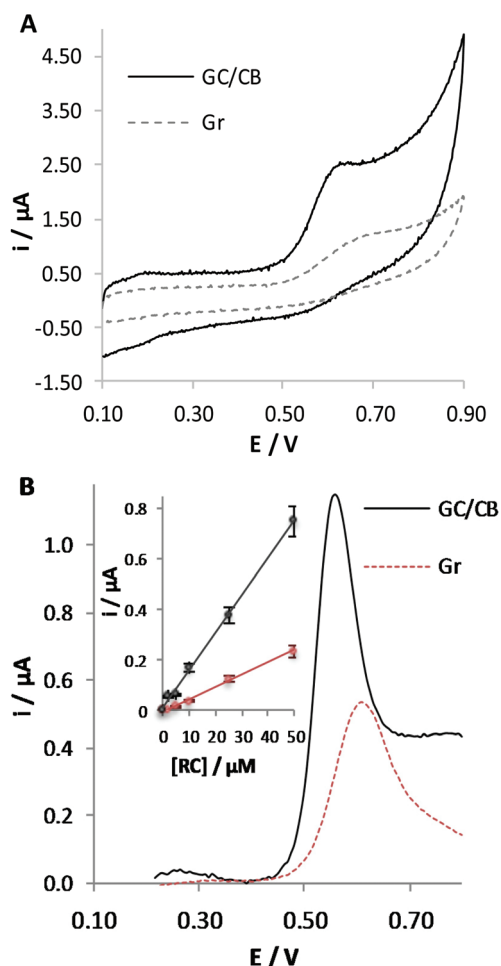 A
4.50
3.50
2.50
1.50
0.50
-0.50
-1.50
i / µA
GC/CB
Gr
0.10 0.30 0.50 0.70 0.90
E / V
B
1.0
0.8
0.6
0.4
0.2
0.0
i / µA
GC/CB
Gr
0.8
0.6
0.4
0.2
0
i / µA
0 10 20 30 40 50
[RC] / µM
0.10 0.30 0.50 0.70
E / V